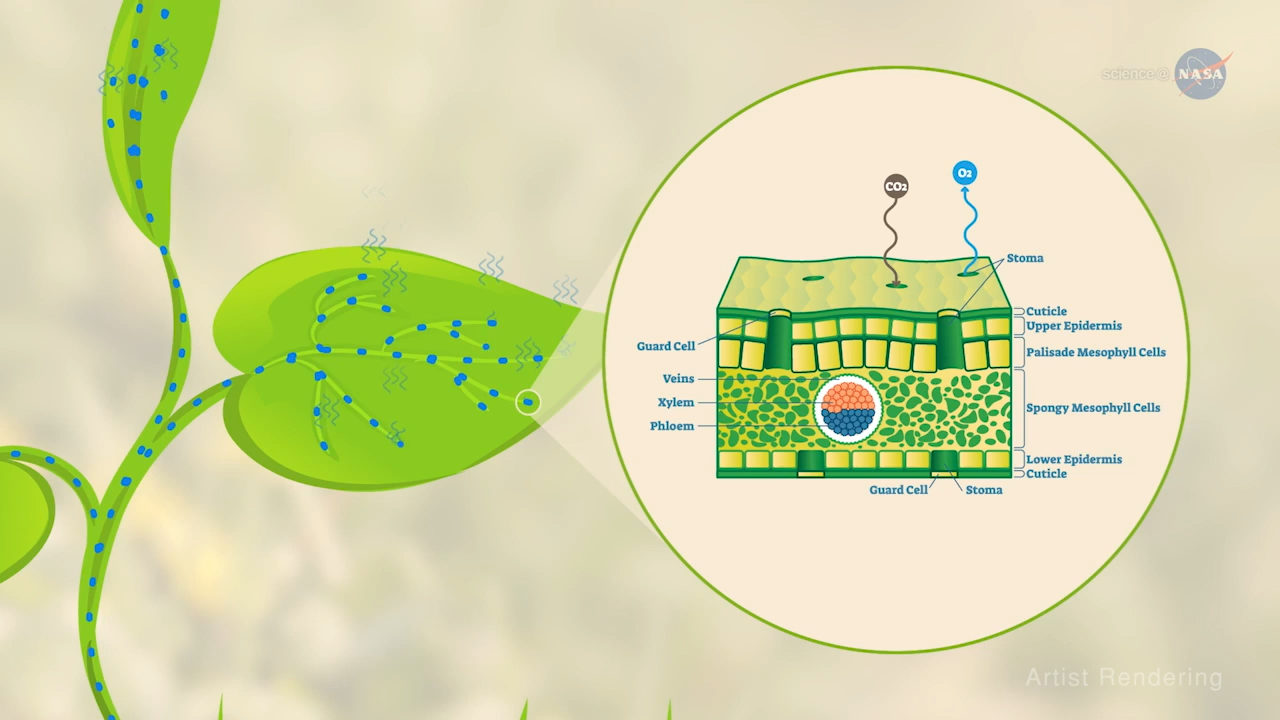 science@
NASA
CO2
O2
Stoma
Cuticle
Upper Epidermis
Guard Cell
Palisade Mesophyll Cells
Veins
Xylem
Spongy Mesophyll Cells
Phloem
Lower Epidermis
Cuticle
Guard Cell
Stoma
Artist Rendering